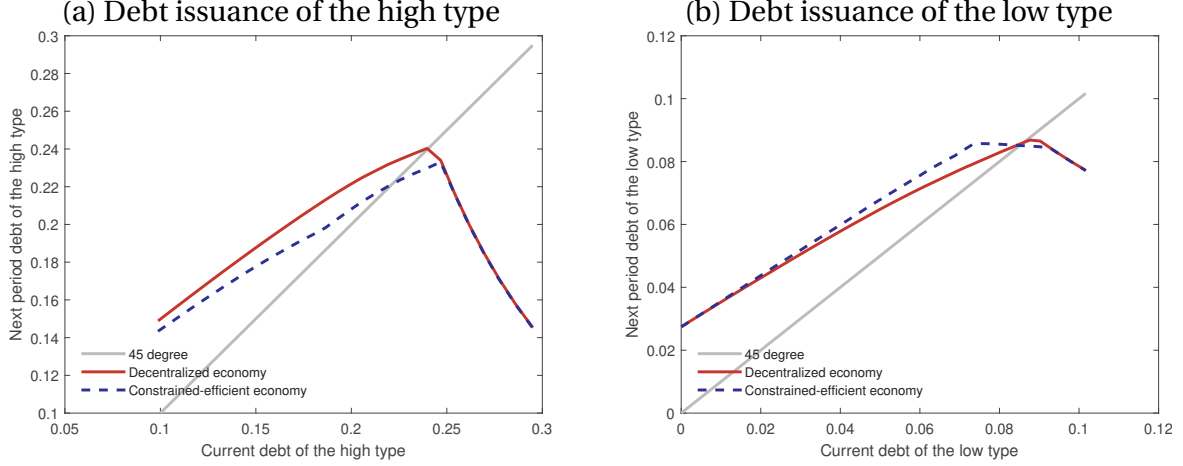 (a) Debt issuance of the high type
Next period debt of the high type
0.3
0.28
0.26
0.24
0.22
0.2
0.18
0.16
0.14
0.12
0.1
45 degree
Decentralized economy
Constrained-efficient economy
0.05
0.1
0.15
0.2
0.25
0.3
Current debt of the high type
(b) Debt issuance of the low type
Next period debt of the low type
0.12
0.1
0.08
0.06
0.04
0.02
0
45 degree
Decentralized economy
Constrained-efficient economy
0
0.02
0.04
0.06
0.08
0.1
0.12
Current debt of the low type